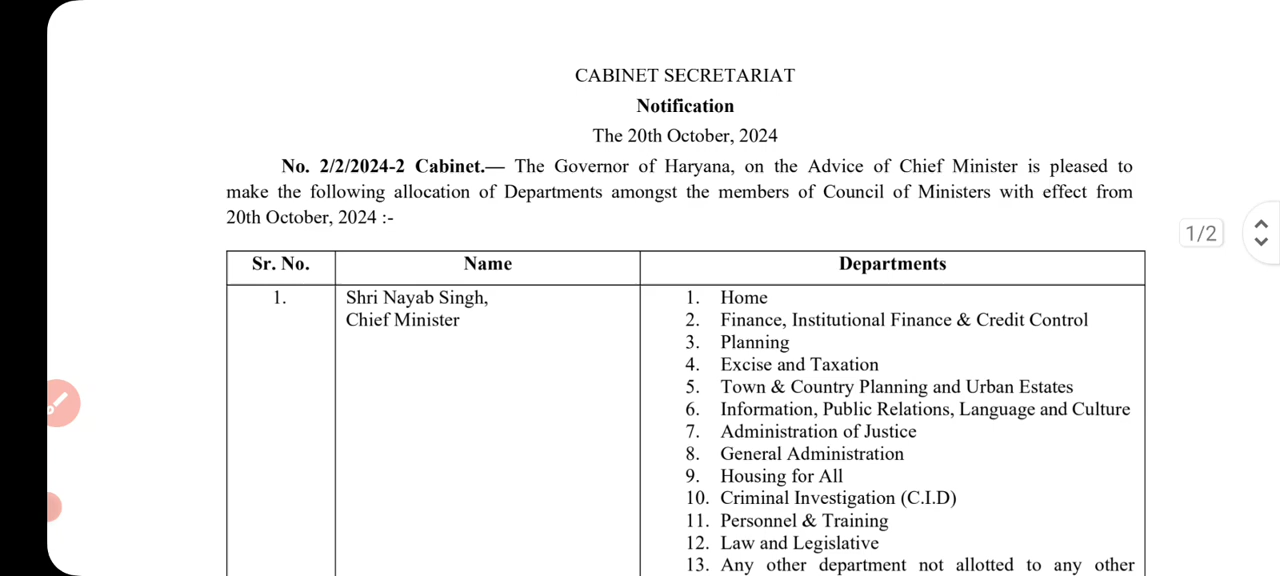 CABINET SECRETARIAT
Notification
The 20th October, 2024
No. 2/2/2024-2 Cabinet.— The Governor of Haryana, on the Advice of Chief Minister is pleased to
make the following allocation of Departments amongst the members of Council of Ministers with effect from
20th October, 2024 :-
1/2
Sr. No. Name Departments
1. Shri Nayab Singh, 1. Home
Chief Minister 2. Finance, Institutional Finance & Credit Control
3. Planning
4. Excise and Taxation
5. Town & Country Planning and Urban Estates
6. Information, Public Relations, Language and Culture
7. Administration of Justice
8. General Administration
9. Housing for All
10. Criminal Investigation (C.I.D)
11. Personnel & Training
12. Law and Legislative
13. Any other department not allotted to any other